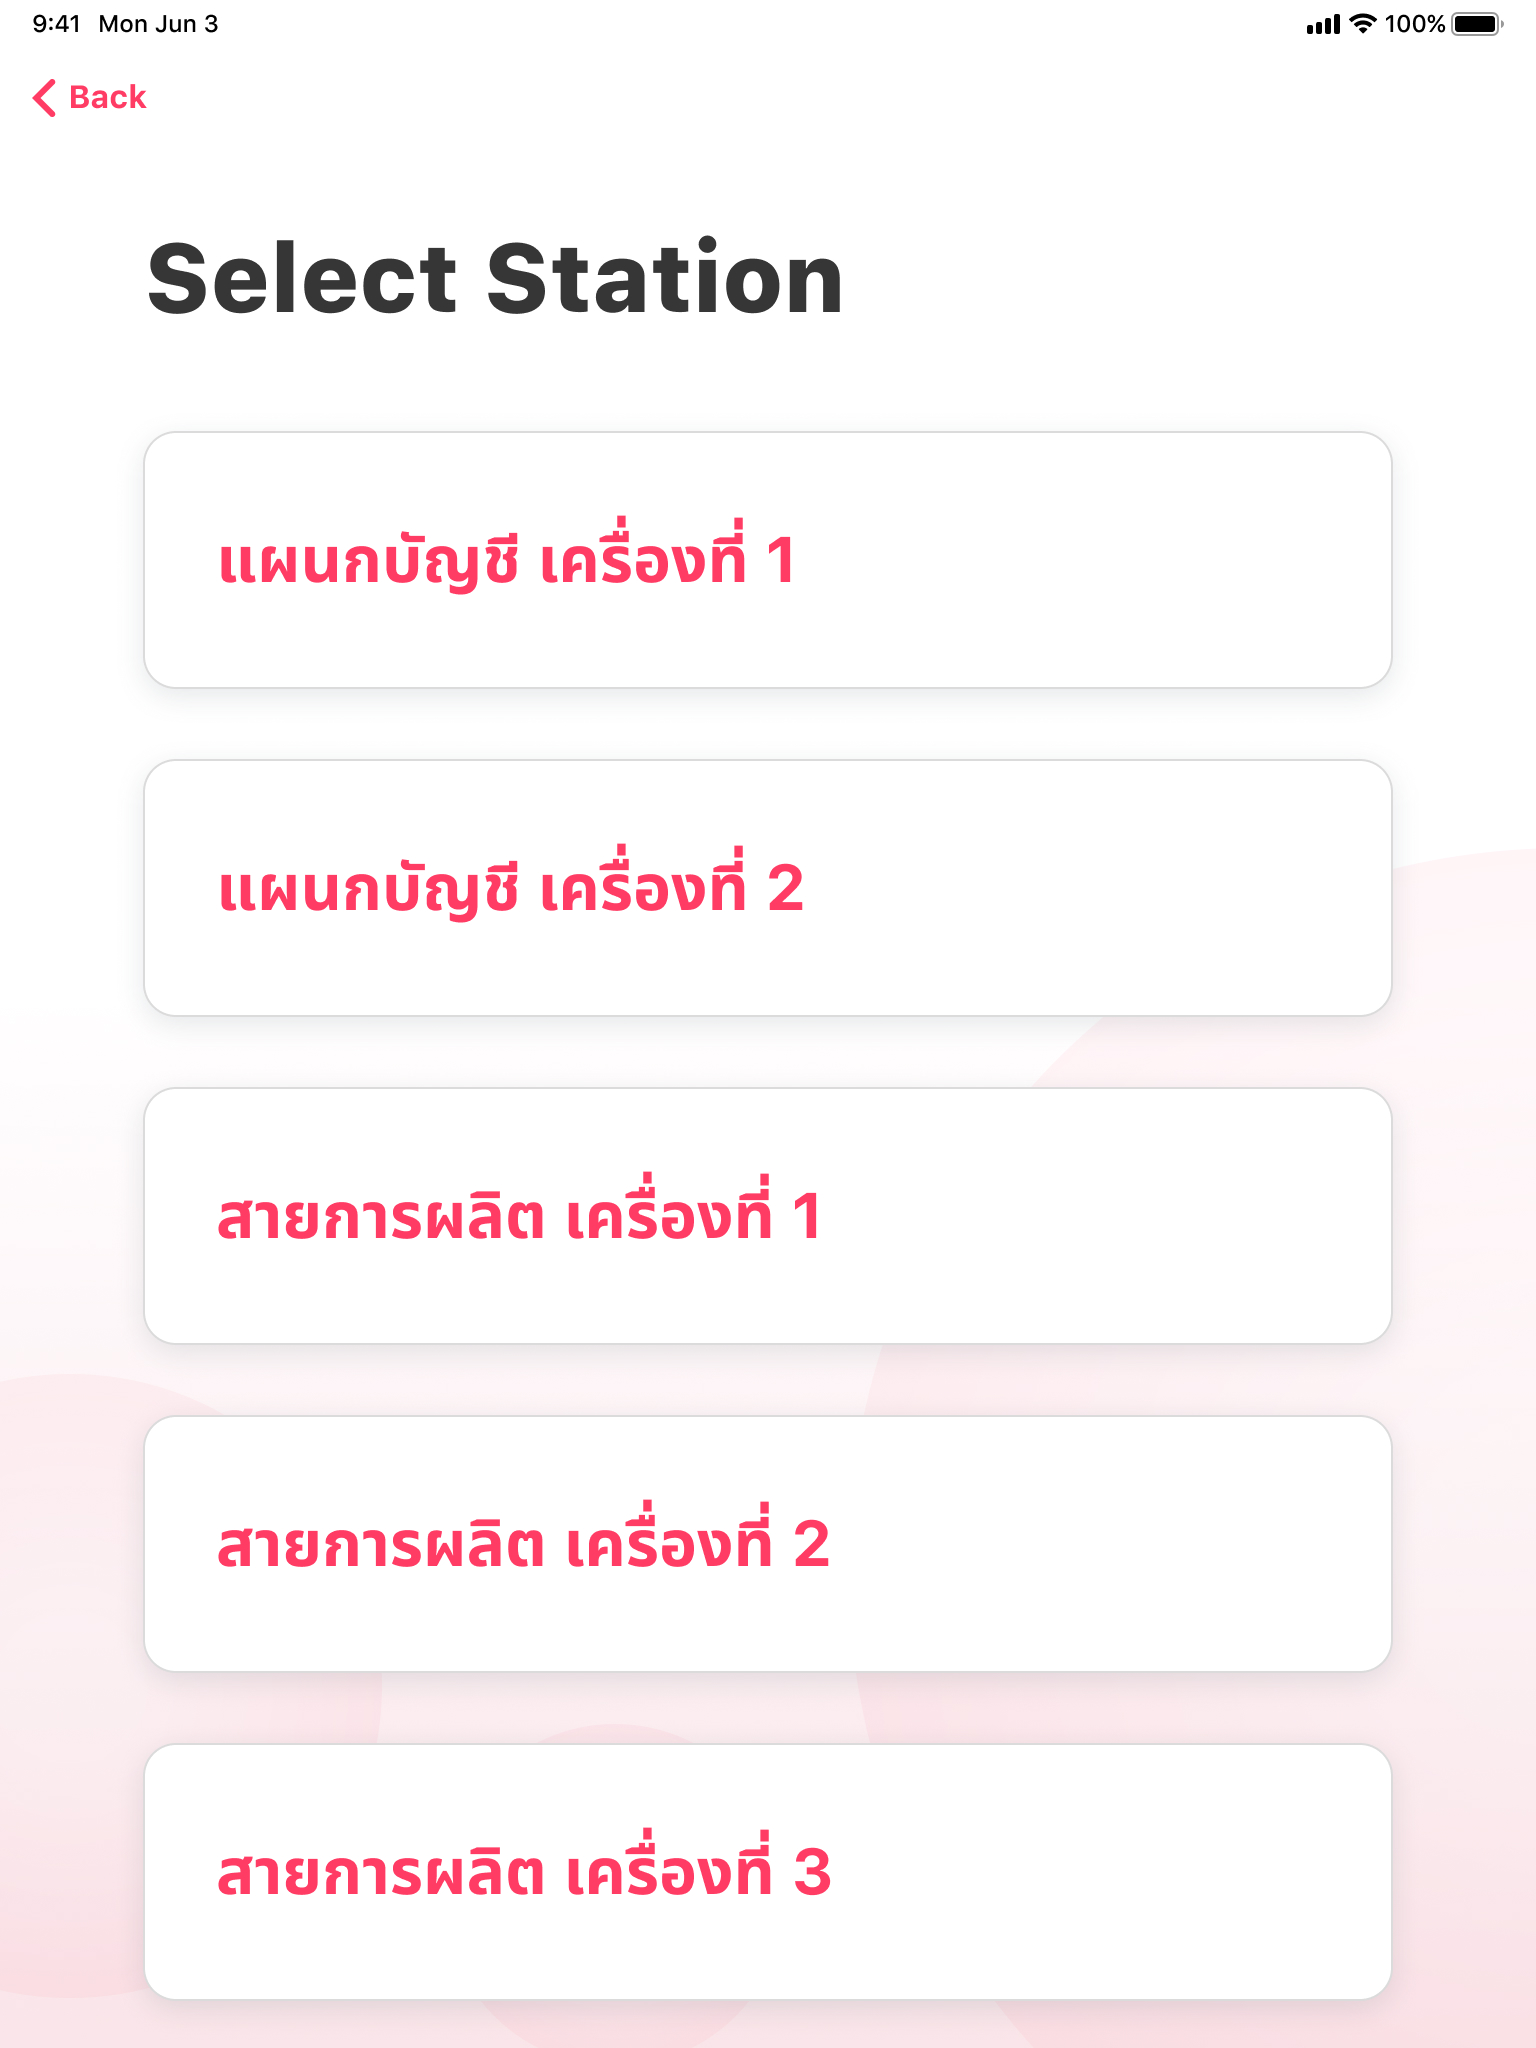 9:41 Mon Jun 3 100%
Back
Select Station
แผนกบัญชี เครื่องที่ 1
แผนกบัญชี เครื่องที่ 2
สายการผลิต เครื่องที่ 1
สายการผลิต เครื่องที่ 2
สายการผลิต เครื่องที่ 3